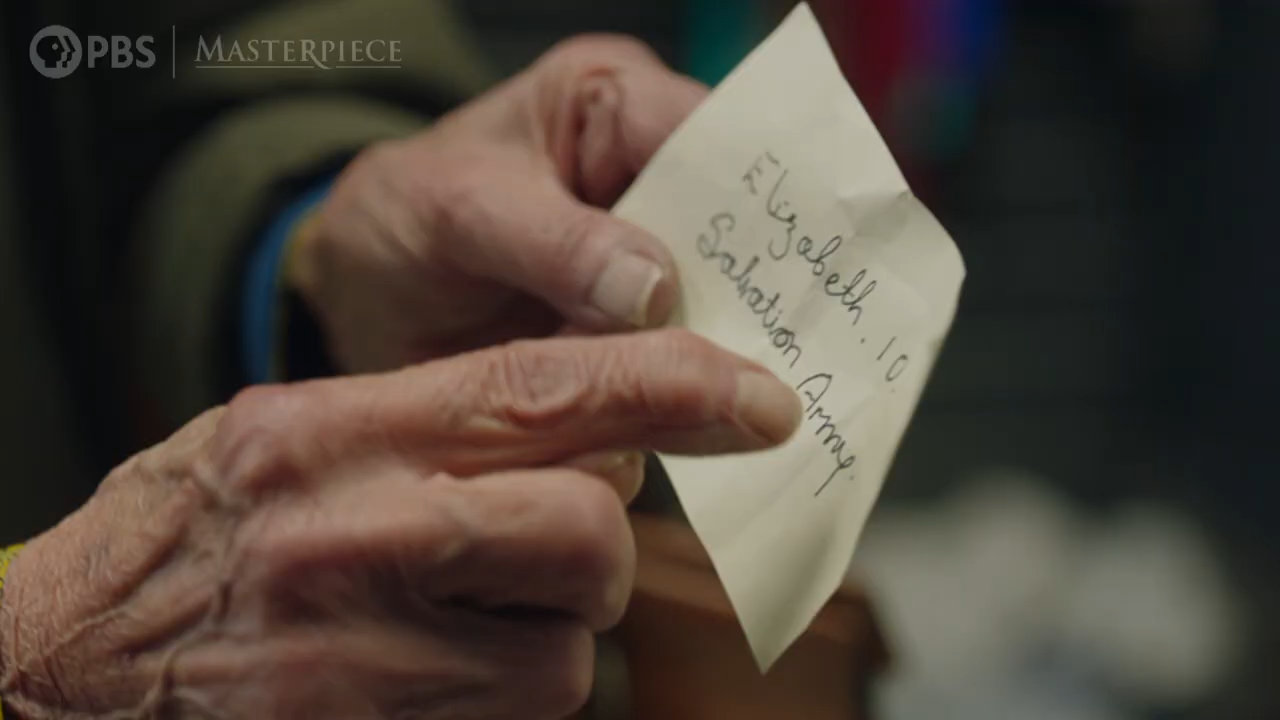 PBS | MASTERPIECE
Elizabeth. 10.
Salvation Army.